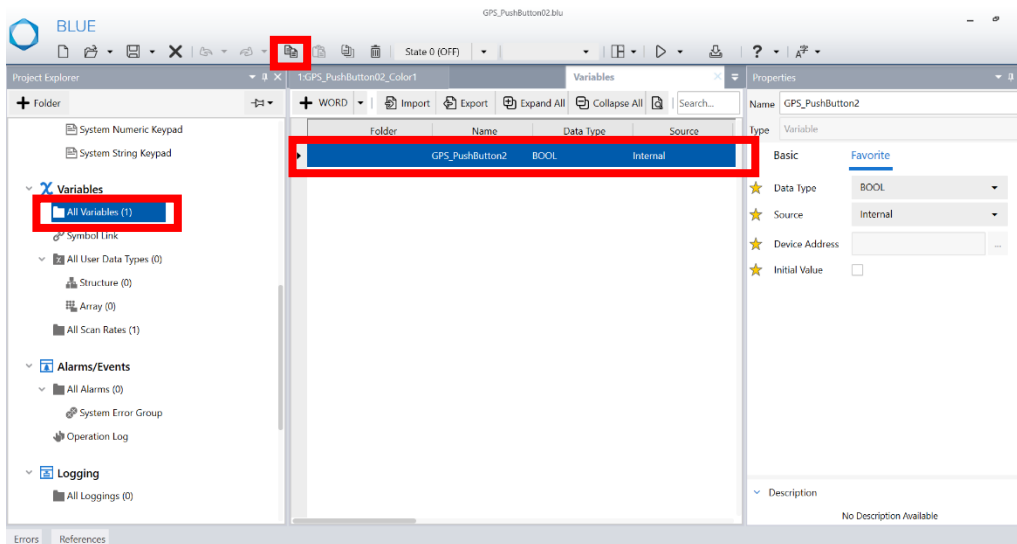 GPS_PushButton02.blu
BLUE
State 0 (OFF)
?
Project Explorer
Folder
System Numeric Keypad
System String Keypad
Variables
All Variables (1)
Symbol Link
All User Data Types (0)
Structure (0)
Array (0)
All Scan Rates (1)
Alarms/Events
All Alarms (0)
System Error Group
Operation Log
Logging
All Loggings (0)
1:GPS_PushButton02_Color1 Variables
WORD Import Export Expand All Collapse All Search...
Folder Name Data Type Source
GPS_PushButton2 BOOL Internal
Properties
Name GPS_PushButton2
Type Variable
Basic Favorite
Data Type BOOL
Source Internal
Device Address ...
Initial Value
Description
No Description Available
Errors References